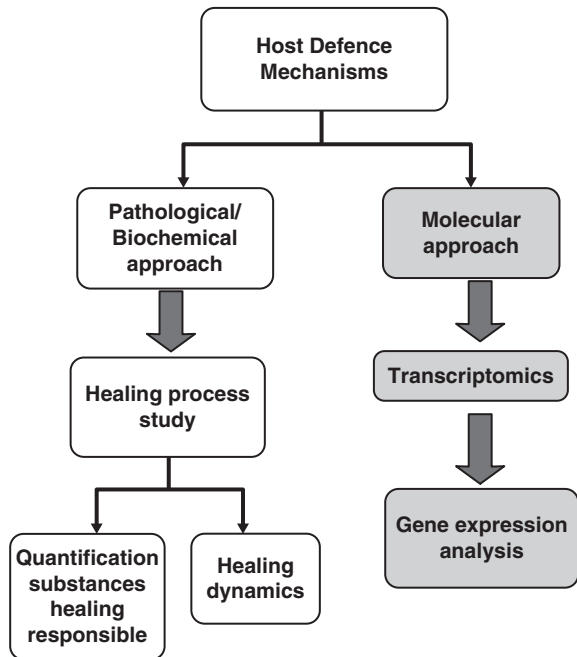 Host Defence
Mechanisms
Pathological/
Biochemical
approach
Molecular
approach
Healing process
study
Transcriptomics
Quantification
substances
healing
responsible
Healing
dynamics
Gene expression
analysis